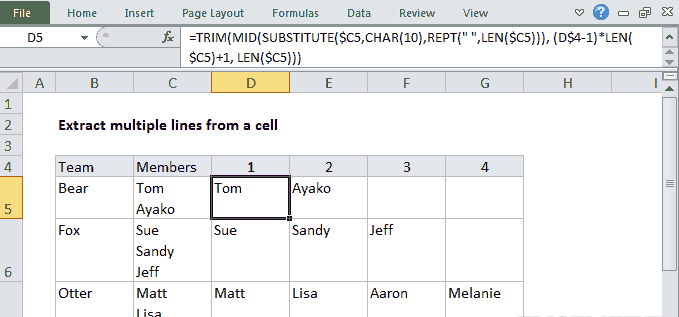 File Home Insert Page Layout Formulas Data Review View
D5 fx =TRIM(MID(SUBSTITUTE($C5,CHAR(10),REPT(" ",LEN($C5))), (D$4-1)*LEN(
$C5)+1, LEN($C5)))
A B C D E F G H I
1
2 Extract multiple lines from a cell
3
4 Team Members 1 2 3 4
Bear Tom Tom Ayako
5 Ayako
Fox Sue Sue Sandy Jeff
Sandy
6 Jeff
Otter Matt Matt Lisa Aaron Melanie
Lisa